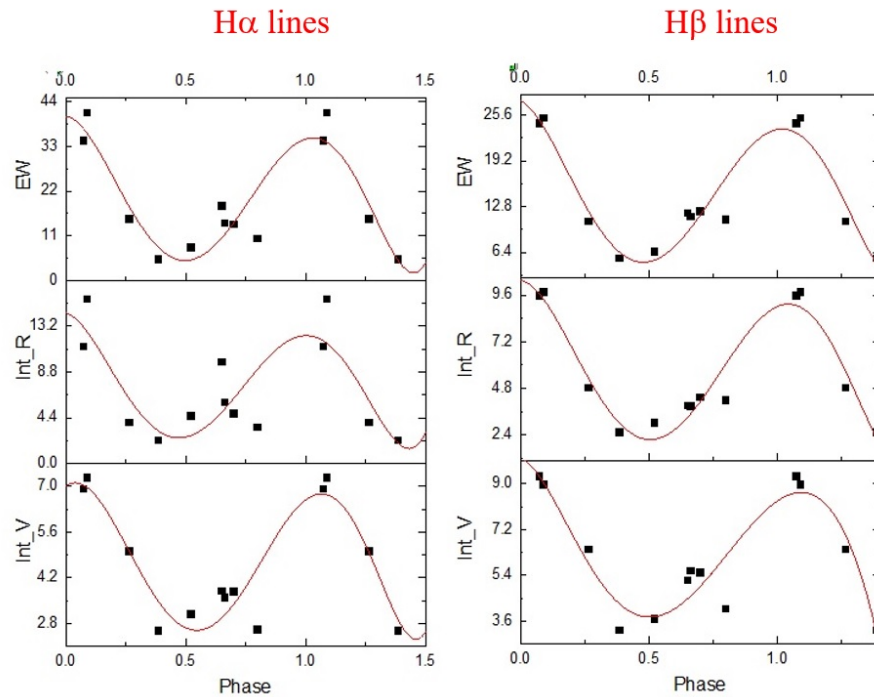 Hα lines
Hβ lines
0.0 0.5 1.0 1.5
0.0 0.5 1.0
44
33
22
11
0
EW
25.6
19.2
12.8
6.4
EW
13.2
8.8
4.4
0.0
Int_R
9.6
7.2
4.8
2.4
Int_R
7.0
5.6
4.2
2.8
Int_V
9.0
7.2
5.4
3.6
Int_V
0.0 0.5 1.0 1.5
Phase
0.0 0.5 1.0
Phase